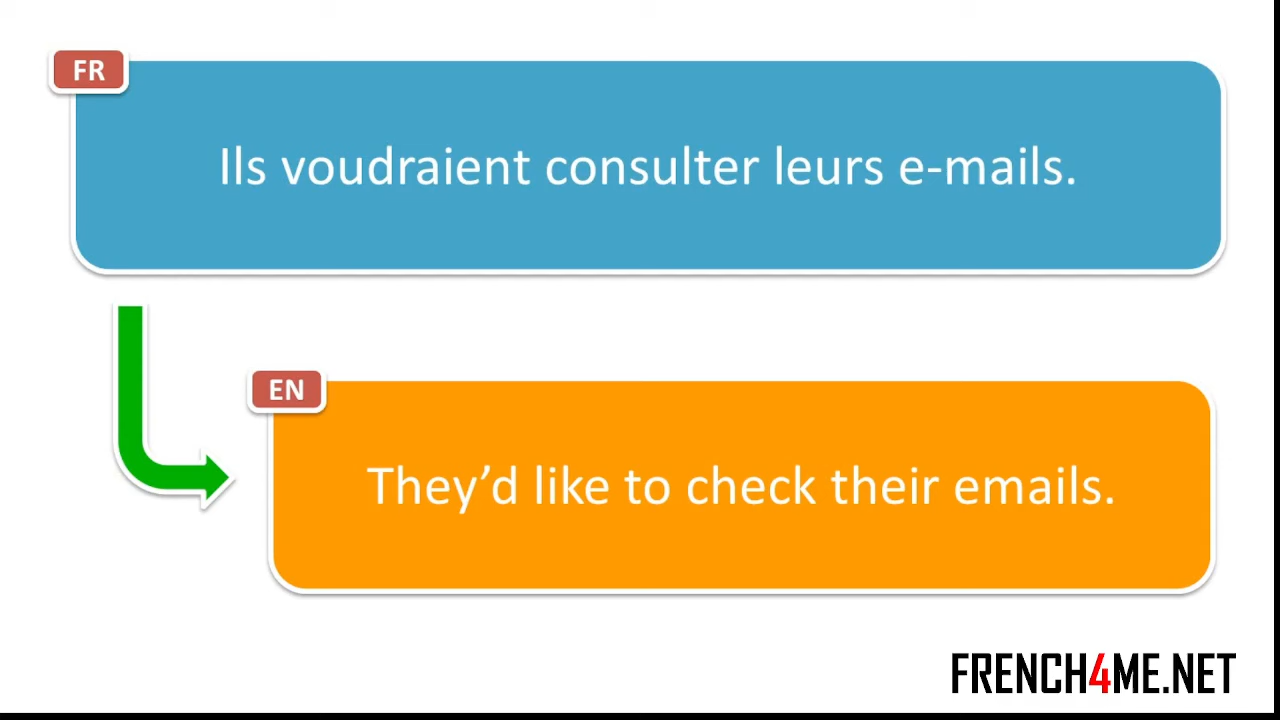 FR
Ils voudraient consulter leurs e-mails.
EN
They’d like to check their emails.
FRENCH4ME.NET